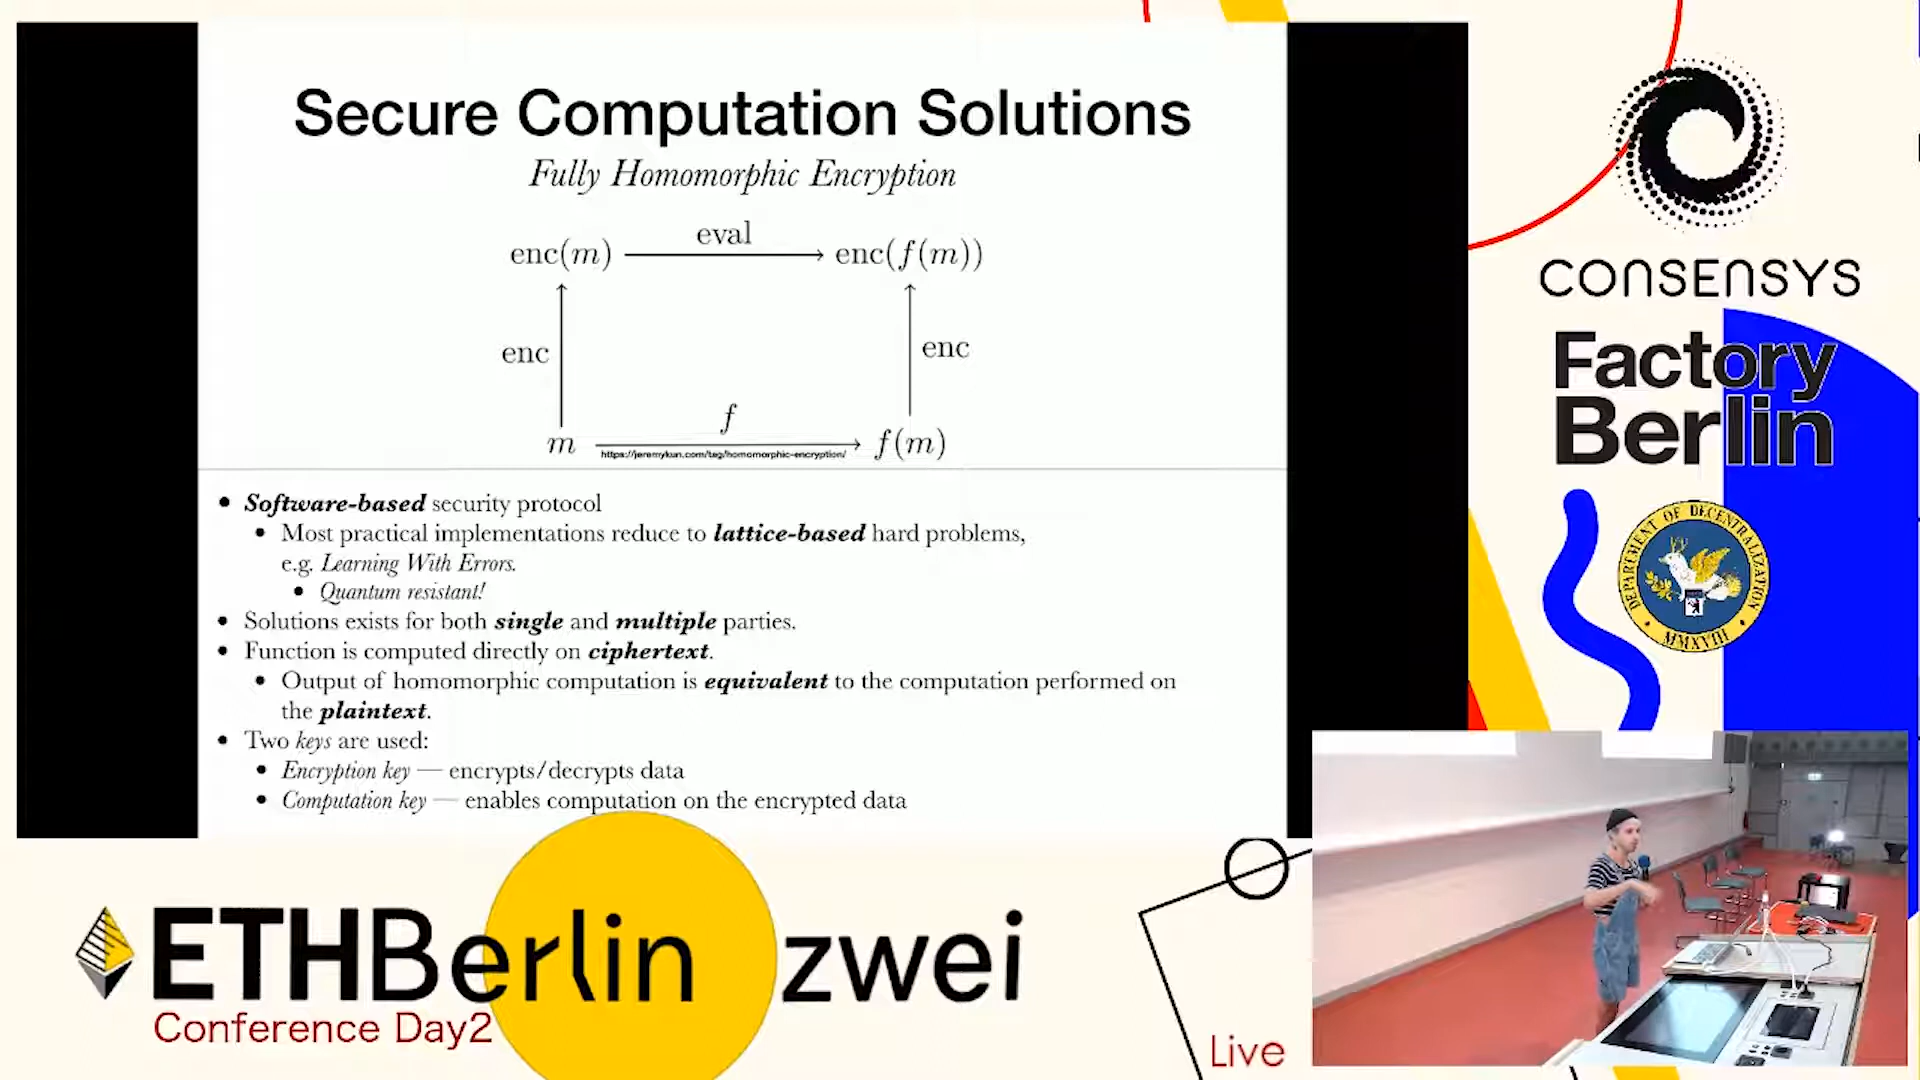 Secure Computation Solutions
Fully Homomorphic Encryption
eval
enc(m)
enc(f(m))
enc
enc
f
m
f(m)
https://jeremykun.com/tag/homomorphic-encryption/
• Software-based security protocol
• Most practical implementations reduce to lattice-based hard problems,
e.g. Learning With Errors.
• Quantum resistant!
• Solutions exists for both single and multiple parties.
• Function is computed directly on ciphertext.
• Output of homomorphic computation is equivalent to the computation performed on
the plaintext.
• Two keys are used:
• Encryption key — encrypts/decrypts data
• Computation key — enables computation on the encrypted data
CONSENSYS
Factory
Berlin
DEPARTMENT OF DECENTRALIZATION
• MMXVIII •
ETHBerlin zwei
Conference Day2
Live